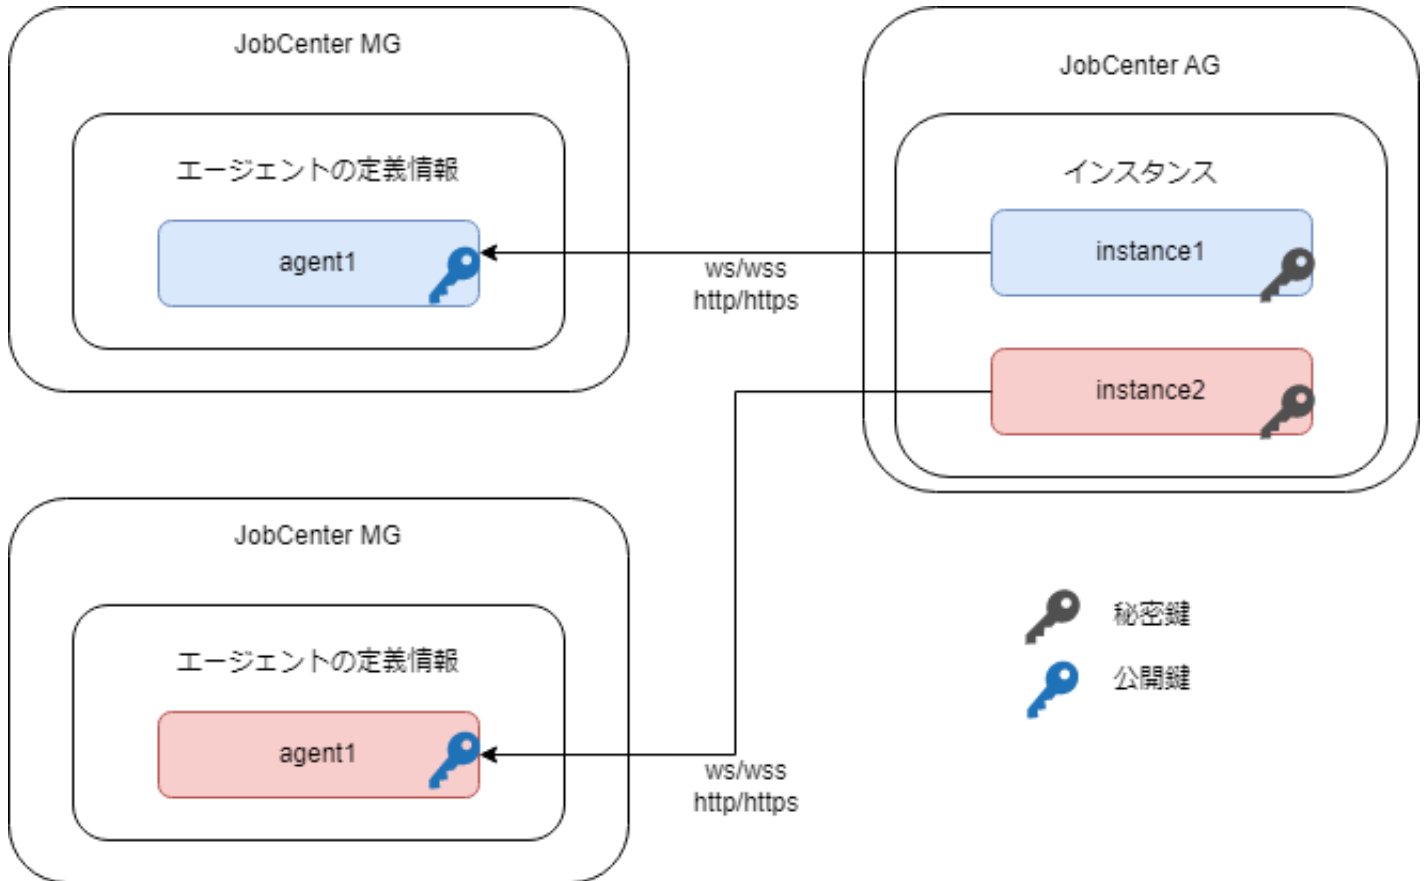 JobCenter MG
エージェントの定義情報
agent1
ws/wss
http/https
JobCenter AG
インスタンス
instance1
instance2
JobCenter MG
エージェントの定義情報
agent1
ws/wss
http/https
秘密鍵
公開鍵